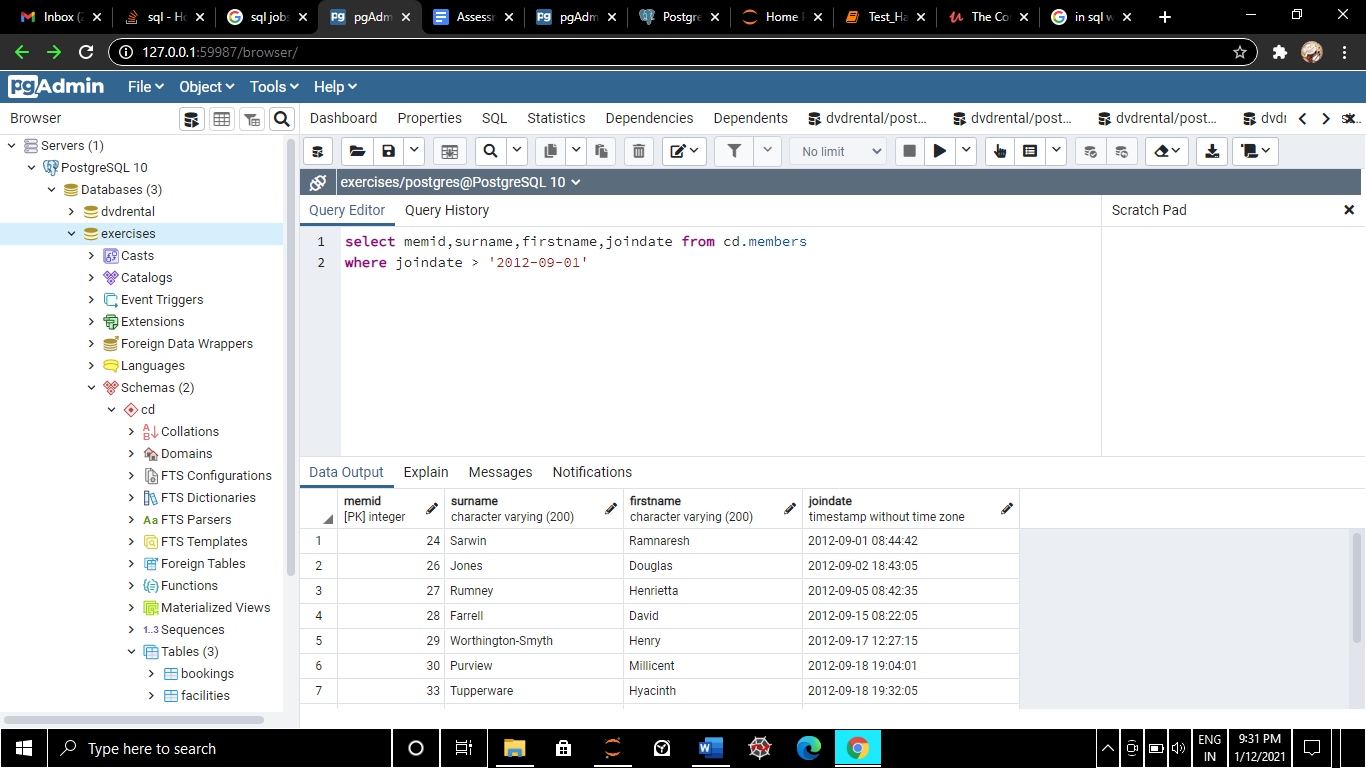 Inbox (2
sql - Ho
sql jobs
pgAdm
Assessm
pgAdm
Postgre
Home P
Test_Ha
The Co
in sql w
127.0.0.1:59987/browser/
pgAdmin File Object Tools Help
Browser
Dashboard Properties SQL Statistics Dependencies Dependents dvdrental/post... dvdrental/post... dvdrental/post...
Servers (1)
PostgreSQL 10
Databases (3)
dvdrental
exercises
Casts
Catalogs
Event Triggers
Extensions
Foreign Data Wrappers
Languages
Schemas (2)
cd
Collations
Domains
FTS Configurations
FTS Dictionaries
Aa FTS Parsers
FTS Templates
Foreign Tables
Functions
Materialized Views
1..3 Sequences
Tables (3)
bookings
facilities
No limit
exercises/postgres@PostgreSQL 10
Query Editor Query History
Scratch Pad
1 select memid,surname,firstname,joindate from cd.members
2 where joindate > '2012-09-01'
Data Output Explain Messages Notifications
memid surname firstname joindate
[PK] integer character varying (200) character varying (200) timestamp without time zone
1 24 Sarwin Ramnaresh 2012-09-01 08:44:42
2 26 Jones Douglas 2012-09-02 18:43:05
3 27 Rumney Henrietta 2012-09-05 08:42:35
4 28 Farrell David 2012-09-15 08:22:05
5 29 Worthington-Smyth Henry 2012-09-17 12:27:15
6 30 Purview Millicent 2012-09-18 19:04:01
7 33 Tupperware Hyacinth 2012-09-18 19:32:05
Type here to search
ENG
IN
9:31 PM
1/12/2021